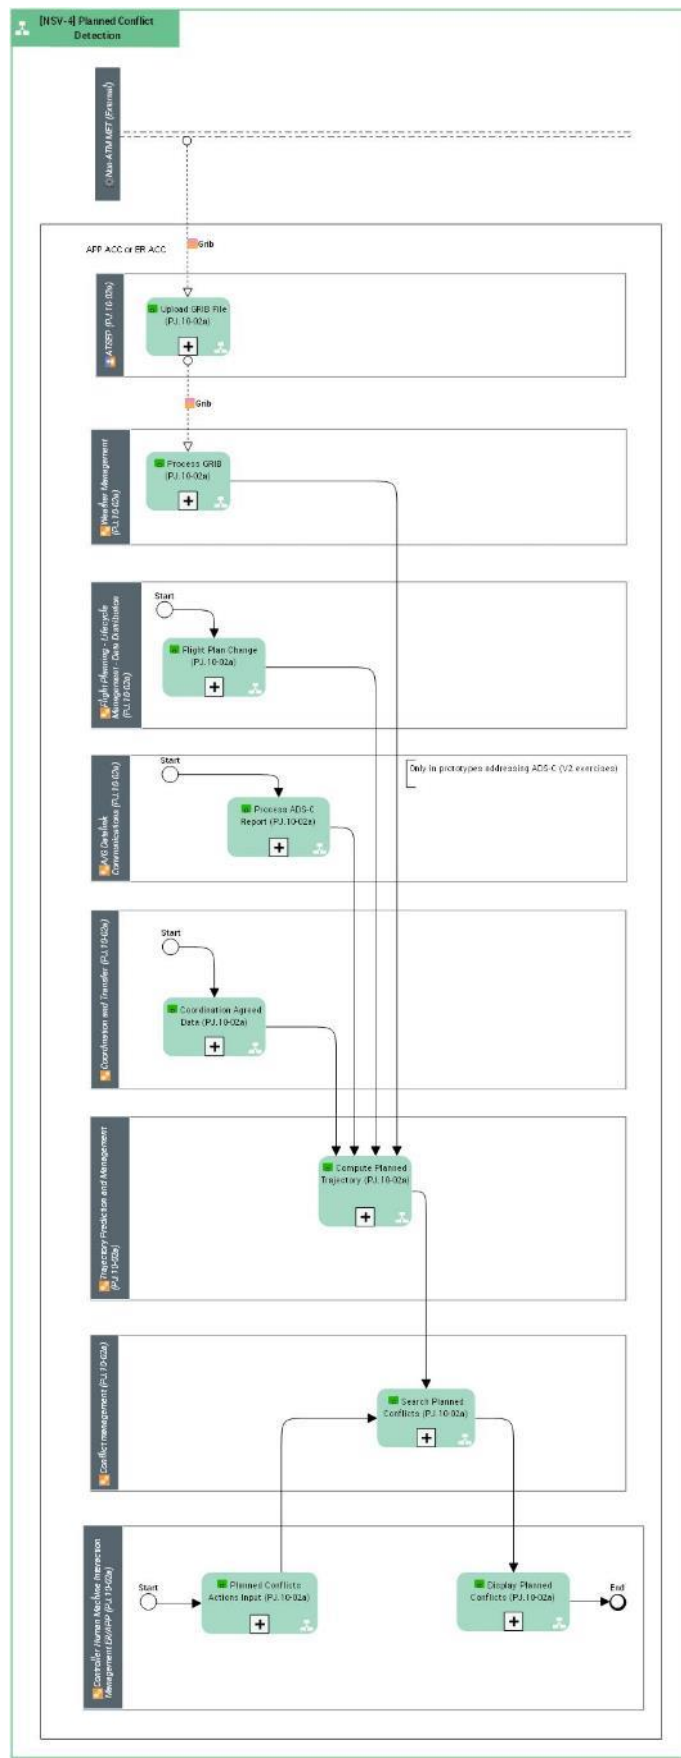 [NSV-4] Planned Conflict
Detection
Non-ATM MET (External)
Grib
APP ACC or ER ACC
ATSEP (PJ.10-02a)
Upload GRIB File
(PJ.10-02a)
Grib
Weather Management
(PJ.10-02a)
Process GRIB
(PJ.10-02a)
Flight Planning - Lifecycle
Management - Data Distribution
(PJ.10-02a)
Start
Flight Plan Change
(PJ.10-02a)
A/G Datalink
Communications (PJ.10-02a)
Start
Only in prototypes addressing ADS-C (V2 exercises)
Process ADS-C
Report (PJ.10-02a)
Coordination and Transfer (PJ.10-02a)
Start
Coordination Agreed
Data (PJ.10-02a)
Trajectory Prediction and Management
(PJ.10-02a)
Compute Planned
Trajectory (PJ.10-02a)
Conflict management (PJ.10-02a)
Search Planned
Conflicts (PJ.10-02a)
Controller Human Machine Interaction
Management ER/APP (PJ.10-02a)
Start
Planned Conflicts
Actions Input (PJ.10-02a)
Display Planned
Conflicts (PJ.10-02a)
End